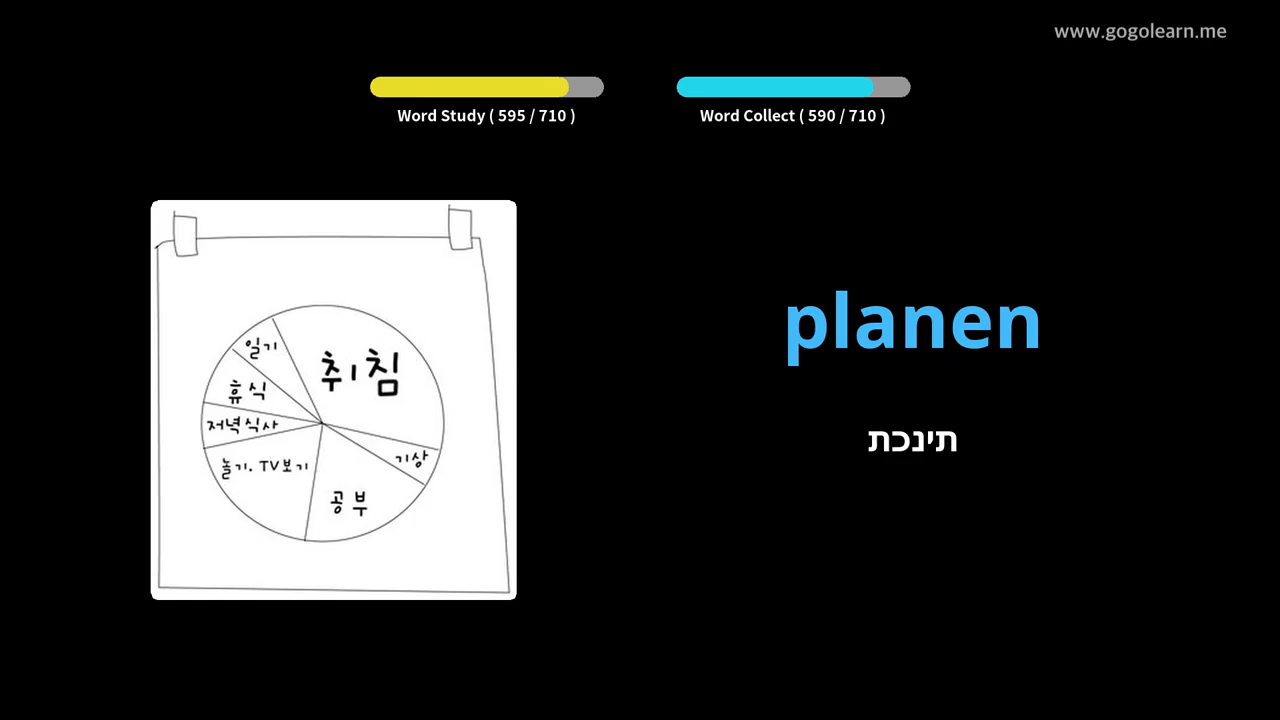 www.gogolearn.me
Word Study ( 595 / 710 )
Word Collect ( 590 / 710 )
일기
취침
휴식
저녁식사
기상
놀기. TV보기
공부
planen
תינכת